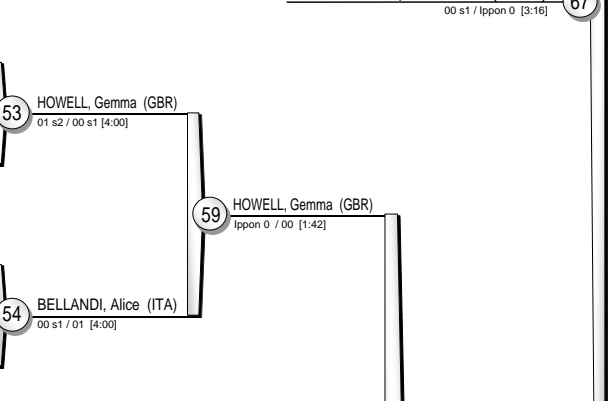 67
00 s1 / Ippon 0 [3:16]
53
HOWELL, Gemma (GBR)
01 s2 / 00 s1 [4:00]
59
HOWELL, Gemma (GBR)
Ippon 0 / 00 [1:42]
54
BELLANDI, Alice (ITA)
00 s1 / 01 [4:00]